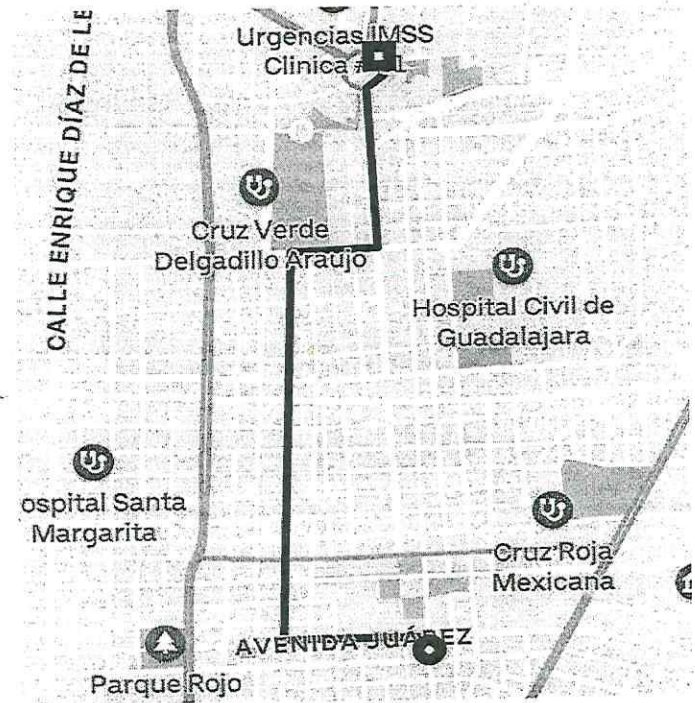 Urgencias IMSS
Clinica
CALLE ENRIQUE DÍAZ DE LE
Cruz Verde
Delgadillo Araujo
Hospital Civil de
Guadalajara
ospital Santa
Margarita
Cruz Roja
Mexicana
AVENIDA JUÁREZ
Parque Rojo